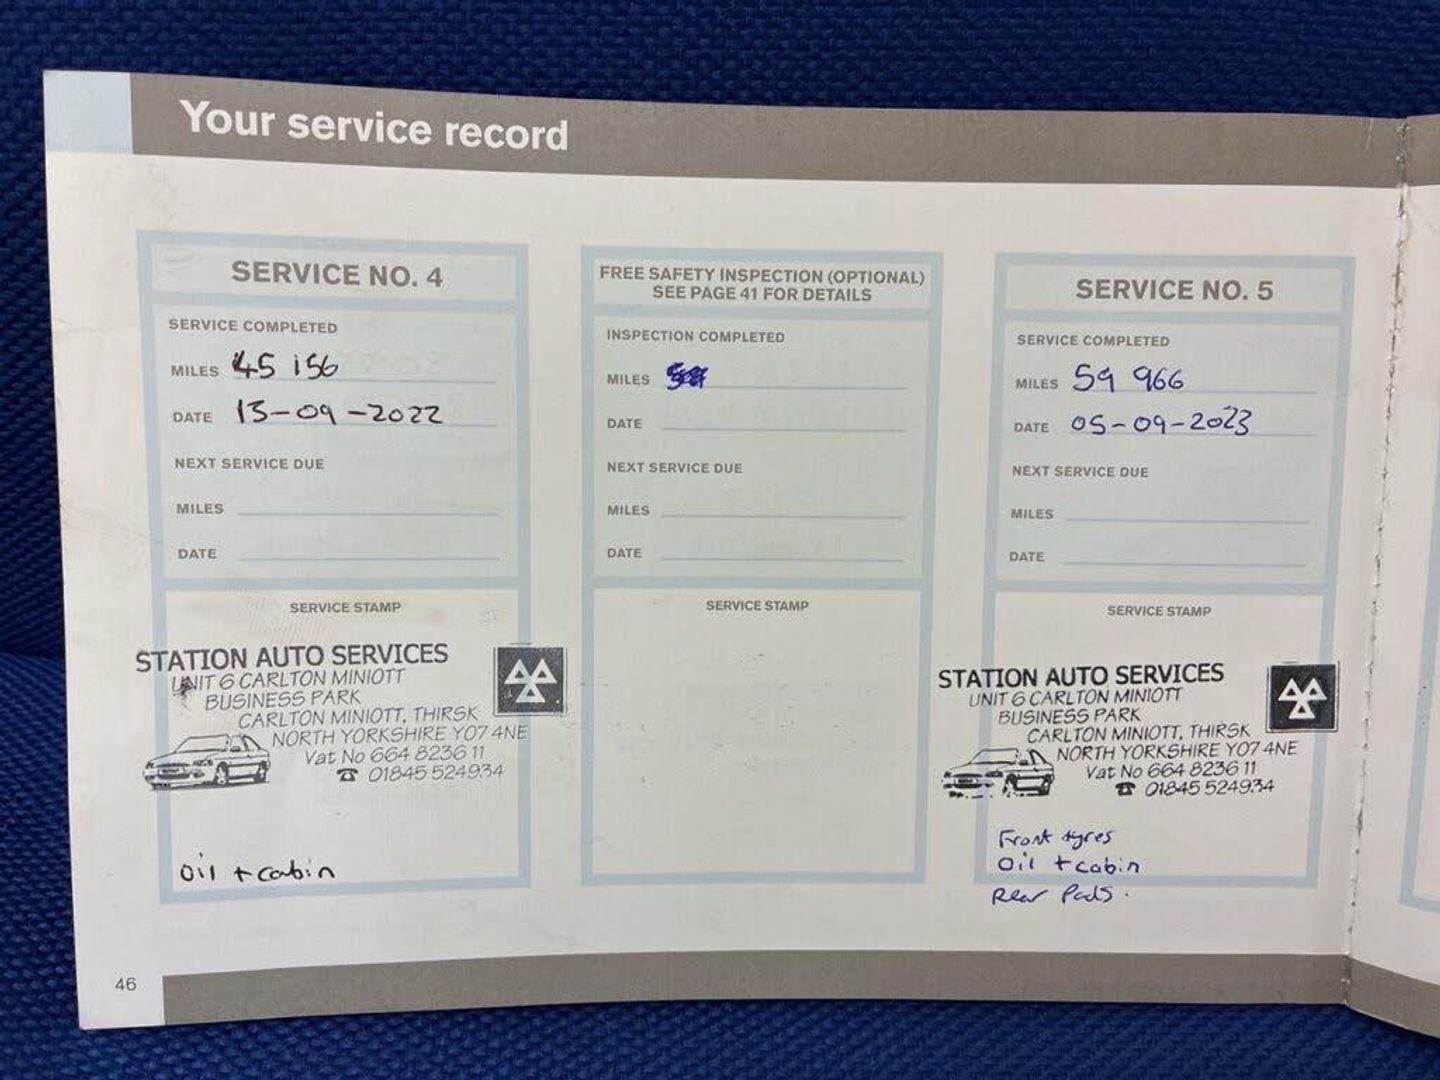 Your service record
SERVICE NO. 4
SERVICE COMPLETED
MILES 45 156
DATE 13-09-2022
NEXT SERVICE DUE
MILES
DATE
SERVICE STAMP
STATION AUTO SERVICES
UNIT 6 CARLTON MINIOTT
BUSINESS PARK
CARLTON MINIOTT, THIRSK
NORTH YORKSHIRE YO7 4NE
Vat No 664 8236 11
☎ 01845 524934
Oil + cabin
FREE SAFETY INSPECTION (OPTIONAL)
SEE PAGE 41 FOR DETAILS
INSPECTION COMPLETED
MILES
DATE
NEXT SERVICE DUE
MILES
DATE
SERVICE STAMP
SERVICE NO. 5
SERVICE COMPLETED
MILES 59 966
DATE 05-09-2023
NEXT SERVICE DUE
MILES
DATE
SERVICE STAMP
STATION AUTO SERVICES
UNIT 6 CARLTON MINIOTT
BUSINESS PARK
CARLTON MINIOTT, THIRSK
NORTH YORKSHIRE YO7 4NE
Vat No 664 8236 11
☎ 01845 524934
Front tyres
Oil + cabin
Rear Pads.
46